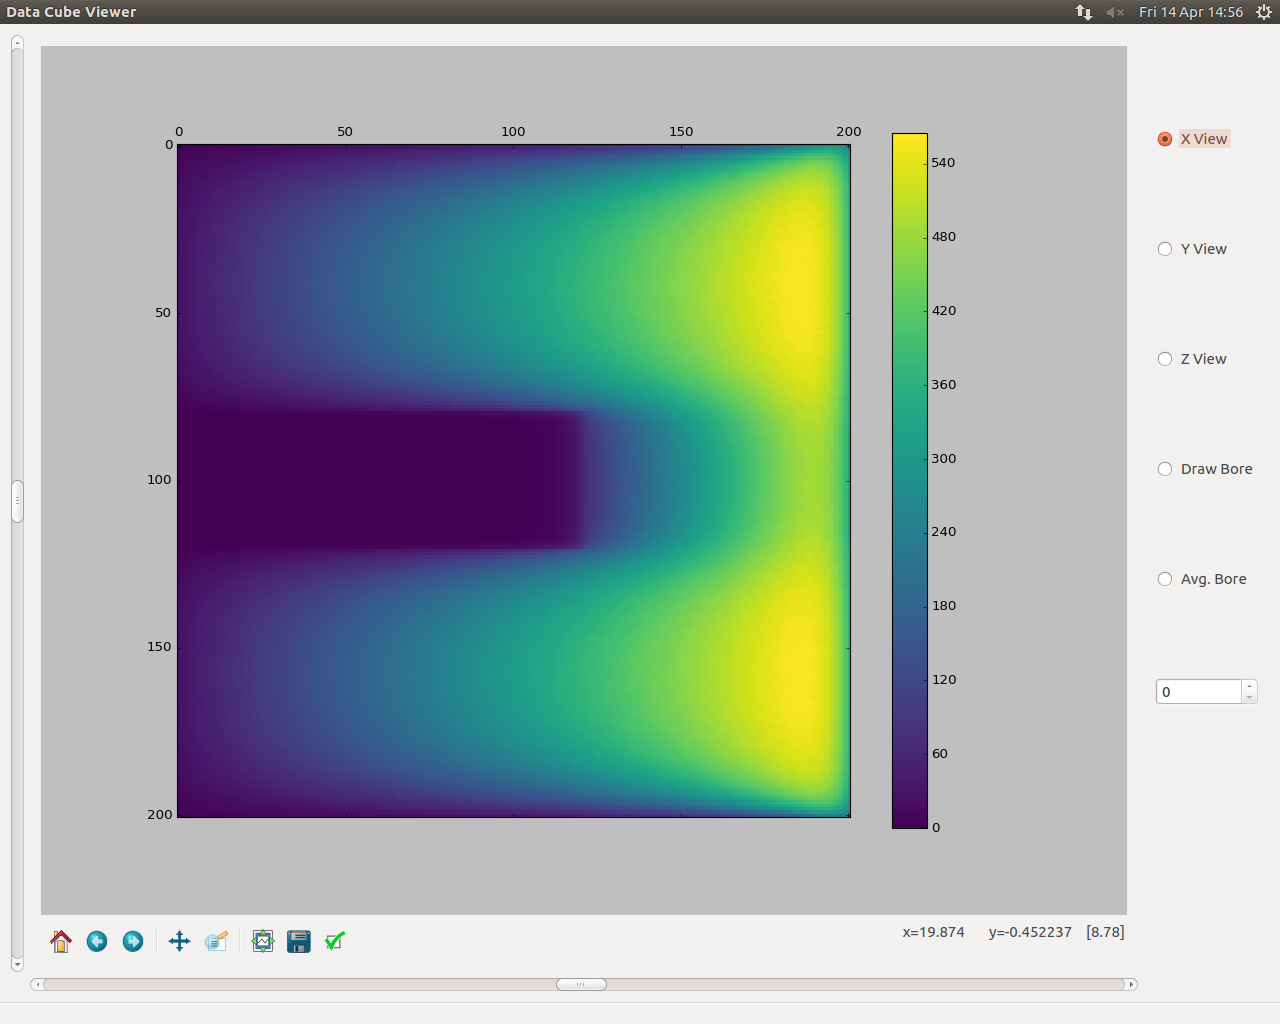 Data Cube Viewer
Fri 14 Apr 14:56
0 50 100 150 200
0
50
100
150
200
540
480
420
360
300
240
180
120
60
0
X View
Y View
Z View
Draw Bore
Avg. Bore
0
x=19.874 y=-0.452237 [8.78]